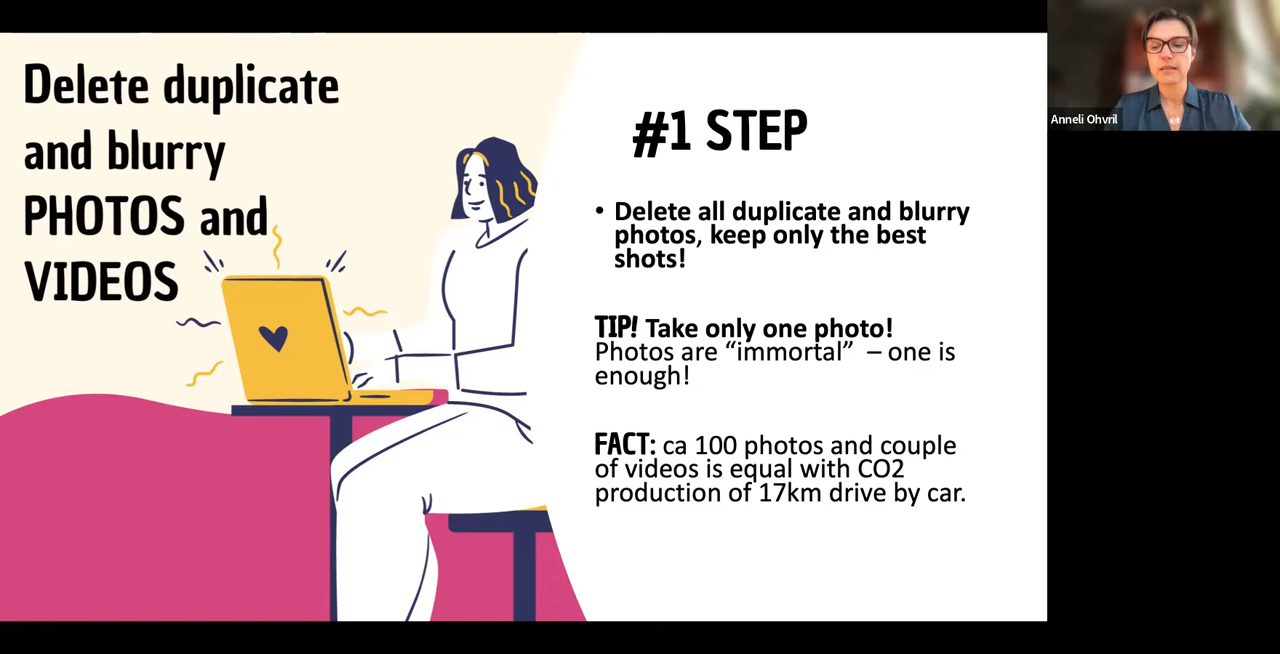 Delete duplicate
and blurry
PHOTOS and
VIDEOS
#1 STEP
• Delete all duplicate and blurry
photos, keep only the best
shots!
TIP! Take only one photo!
Photos are “immortal” – one is
enough!
FACT: ca 100 photos and couple
of videos is equal with CO2
production of 17km drive by car.
Anneli Ohvril